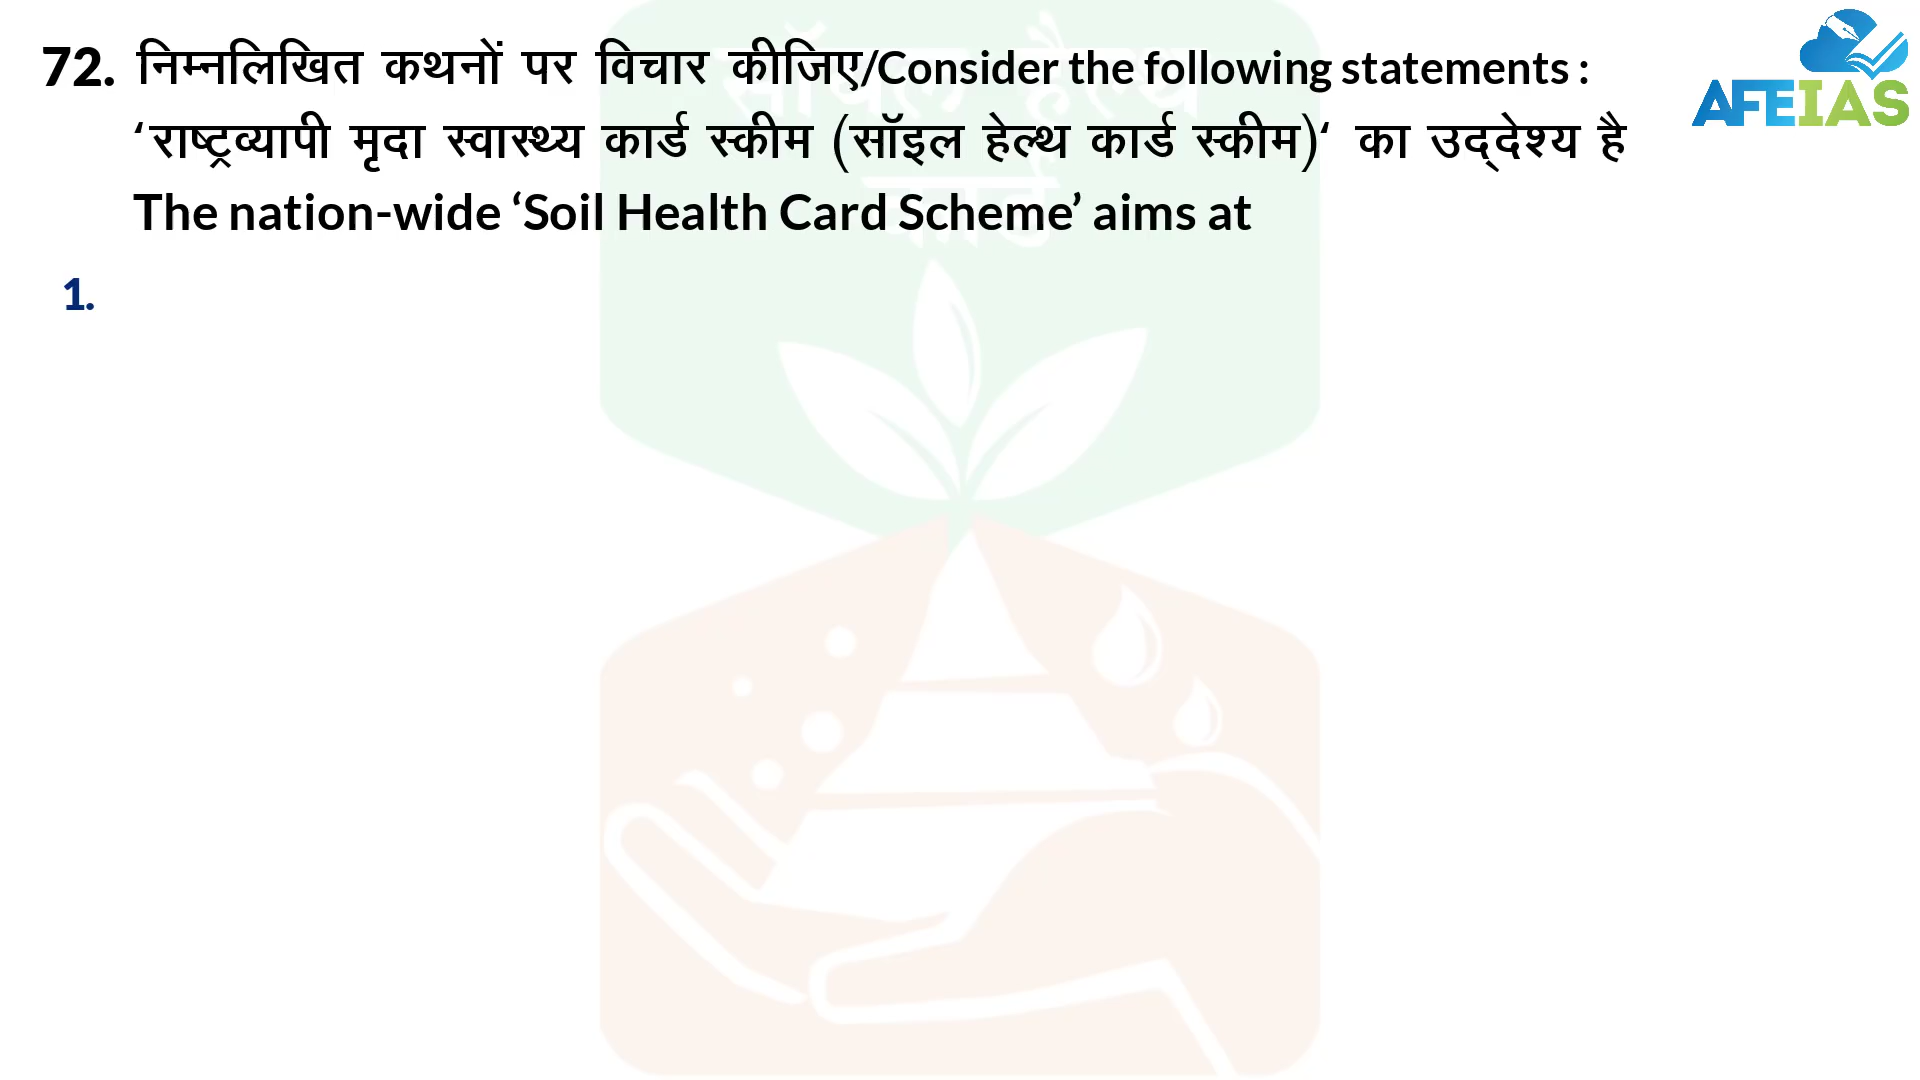 72. निम्नलिखित कथनों पर विचार कीजिए/Consider the following statements :
‘राष्ट्रव्यापी मृदा स्वास्थ्य कार्ड स्कीम (सॉइल हेल्थ कार्ड स्कीम)‘ का उद्देश्य है
The nation-wide ‘Soil Health Card Scheme’ aims at
1.
AFEIAS
सॉयल हैल्थ
कार्ड